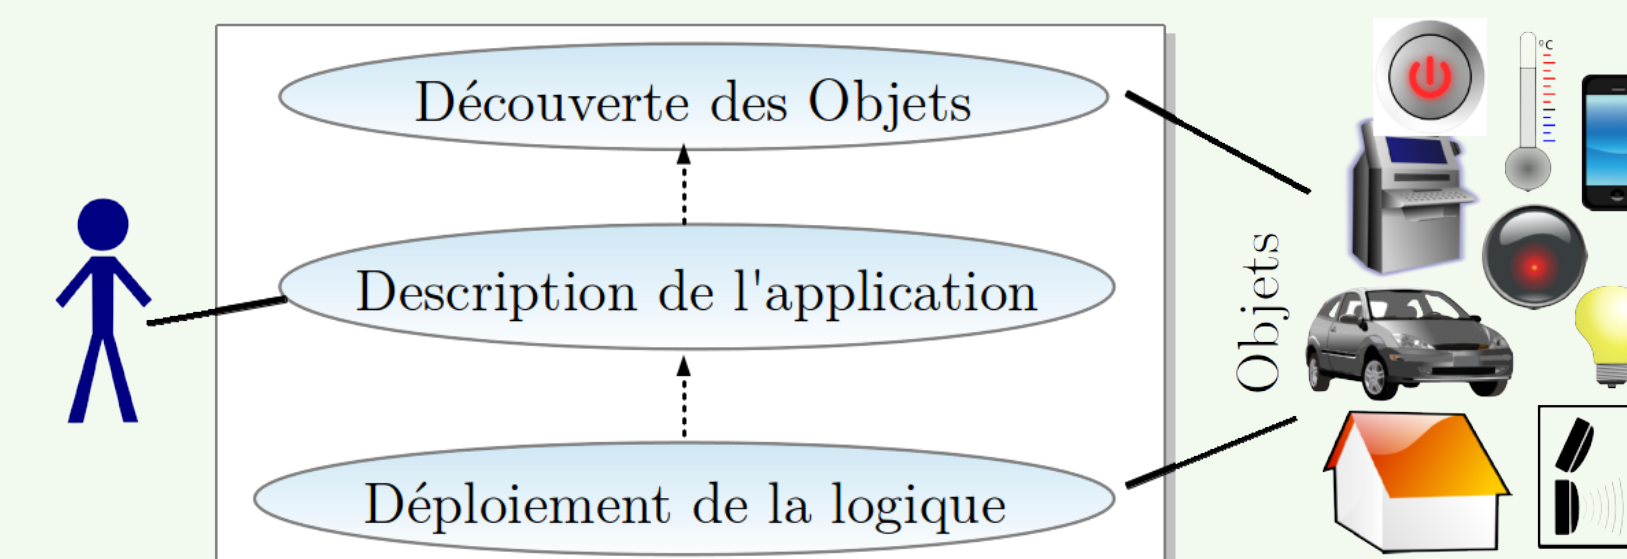 Découverte des Objets
Description de l'application
Déploiement de la logique
Objets
°C